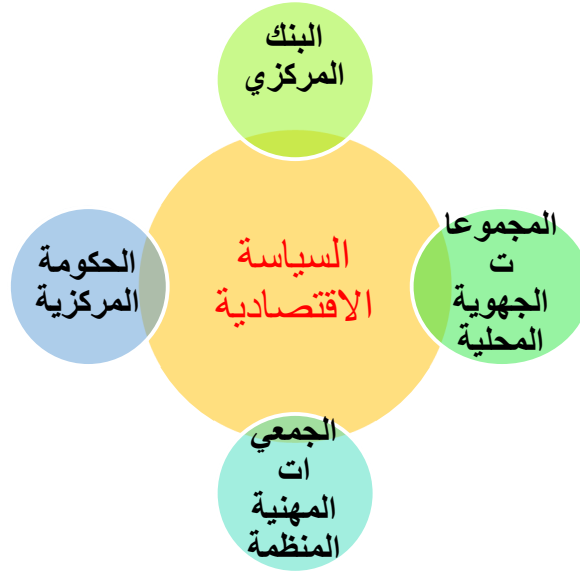 البنك
المركزي
المجموعا
ت
الجهوية
المحلية
السياسة
الاقتصادية
الحكومة
المركزية
الجمعي
ات
المهنية
المنظمة